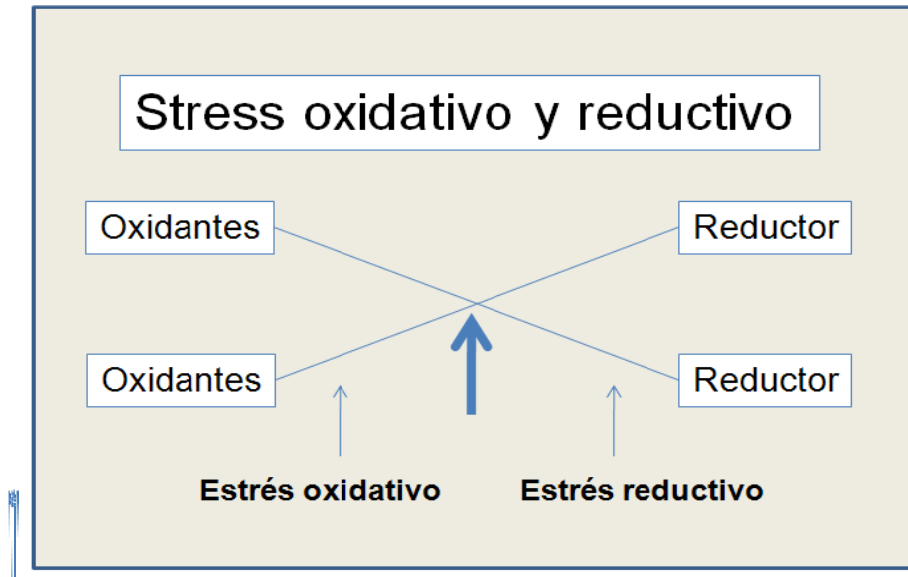 Stress oxidativo y reductivo
Oxidantes
Reductor
Oxidantes
Reductor
Estrés oxidativo
Estrés reductivo